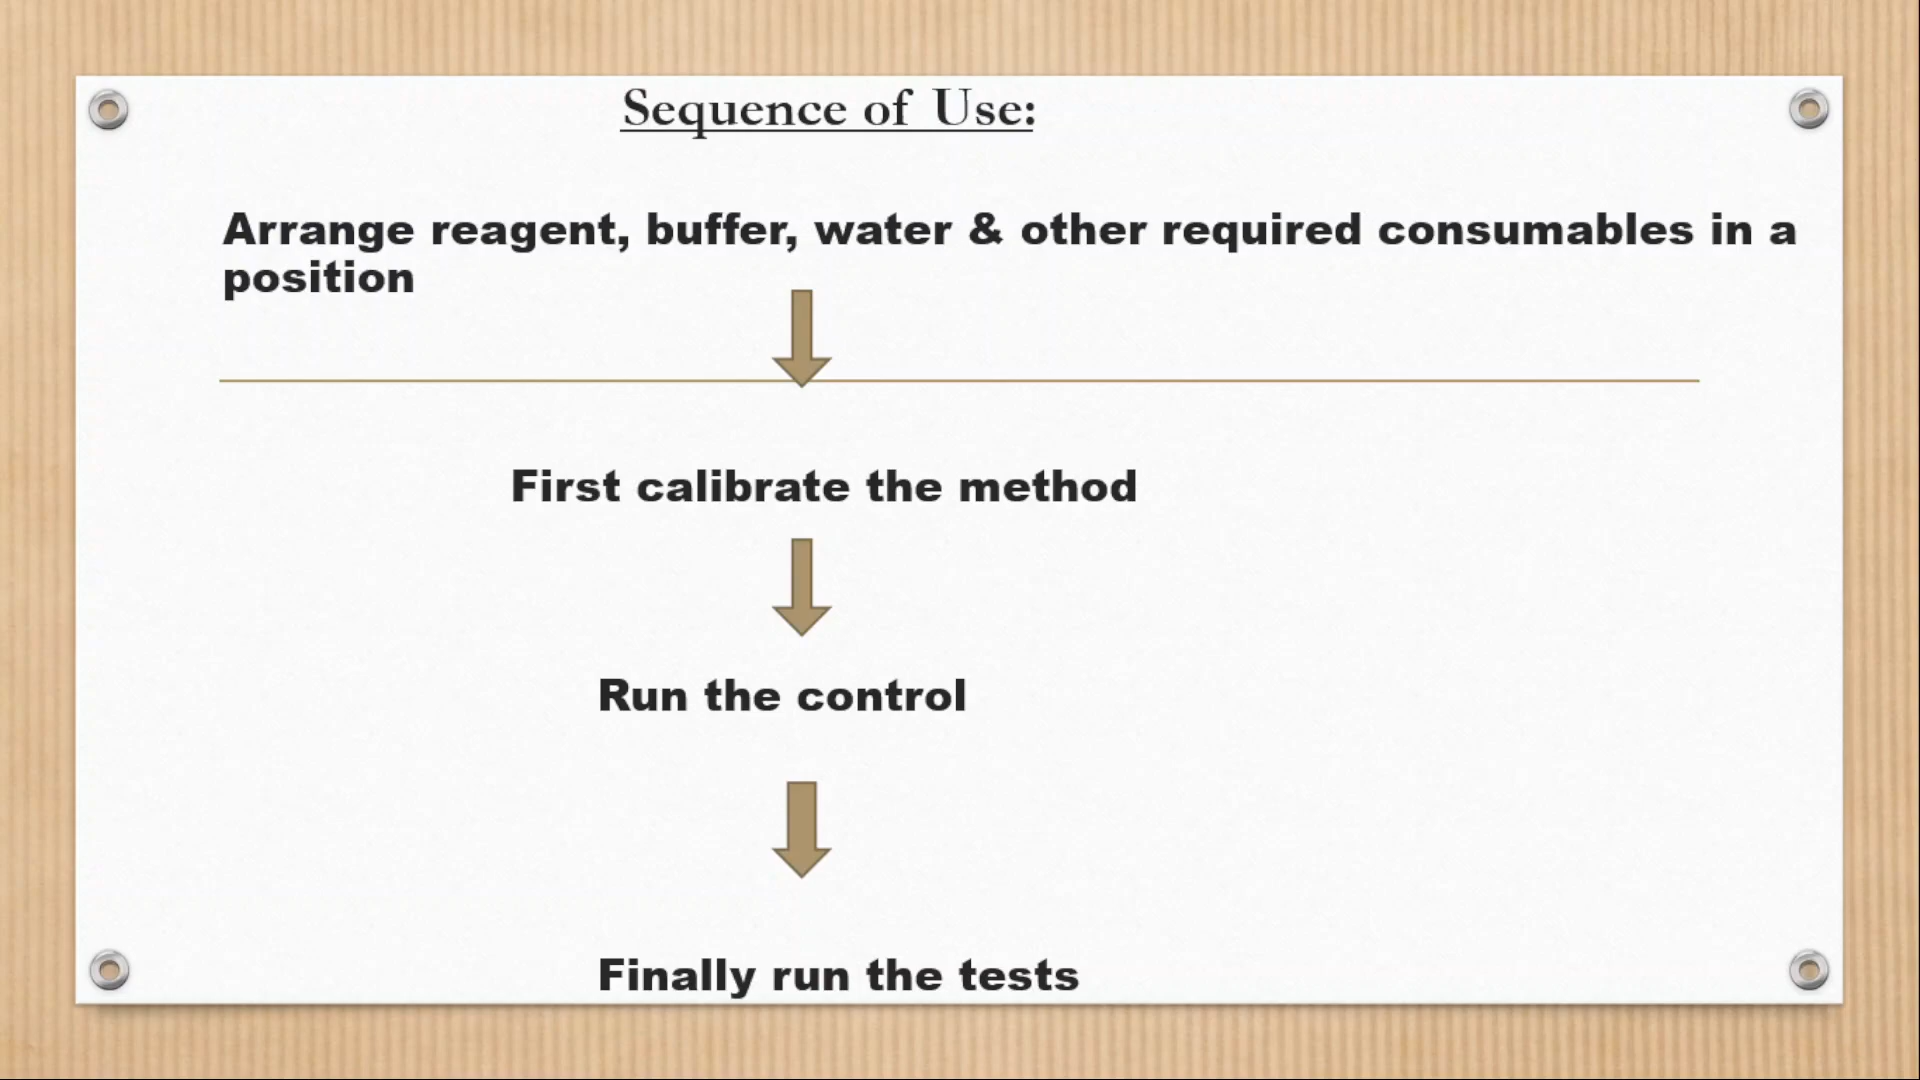 Sequence of Use:
Arrange reagent, buffer, water & other required consumables in a
position
First calibrate the method
Run the control
Finally run the tests